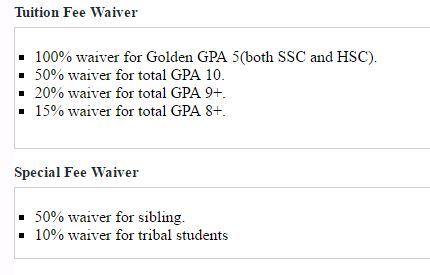 Tuition Fee Waiver
▪ 100% waiver for Golden GPA 5(both SSC and HSC).
▪ 50% waiver for total GPA 10.
▪ 20% waiver for total GPA 9+.
▪ 15% waiver for total GPA 8+.
Special Fee Waiver
▪ 50% waiver for sibling.
▪ 10% waiver for tribal students